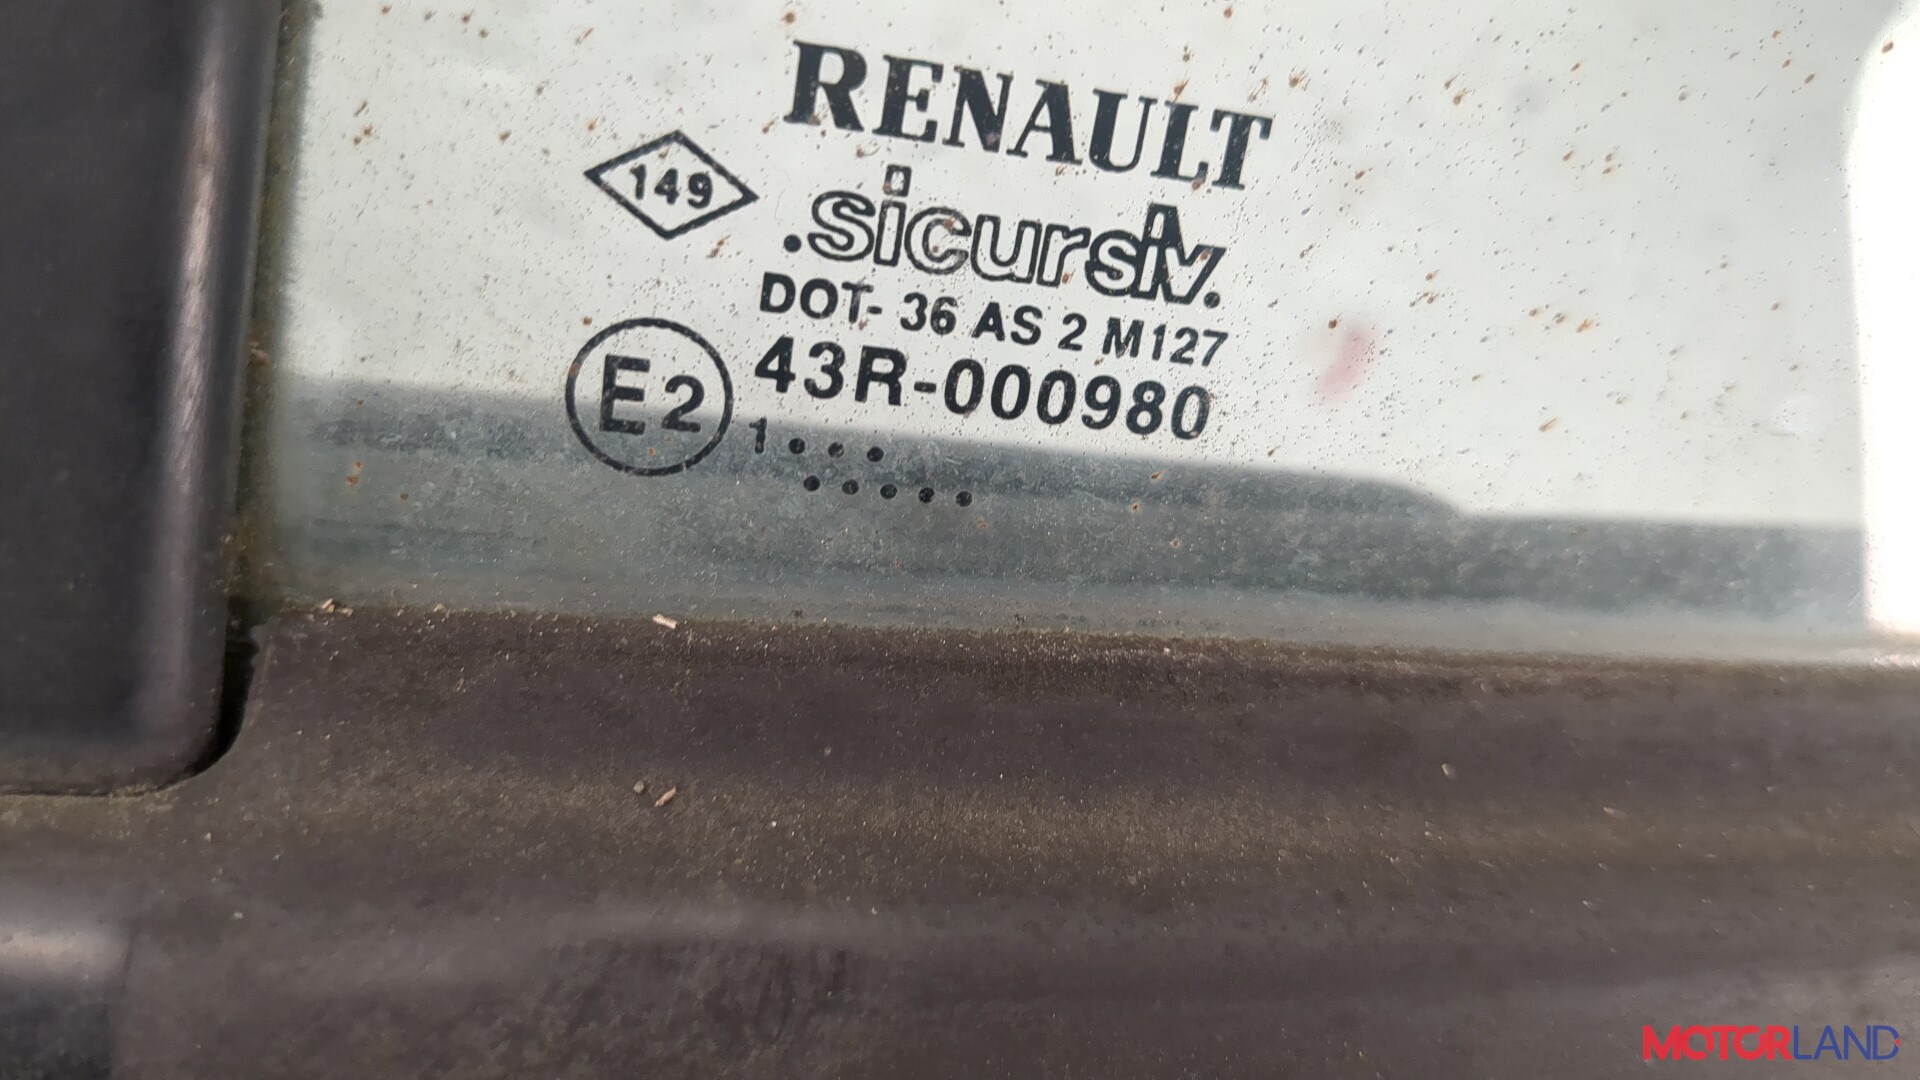 RENAULT
149
.sicursiv.
DOT- 36 AS 2 M127
E2
43R-000980
1....
.....
MOTORLAND